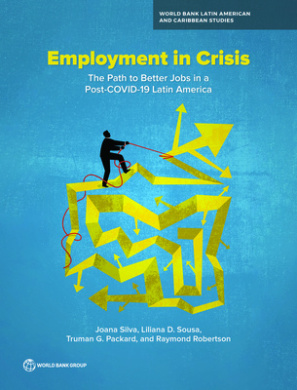 WORLD BANK LATIN AMERICAN
AND CARIBBEAN STUDIES
Employment in Crisis
The Path to Better Jobs in a
Post-COVID-19 Latin America
Joana Silva, Liliana D. Sousa,
Truman G. Packard, and Raymond Robertson
WORLD BANK GROUP